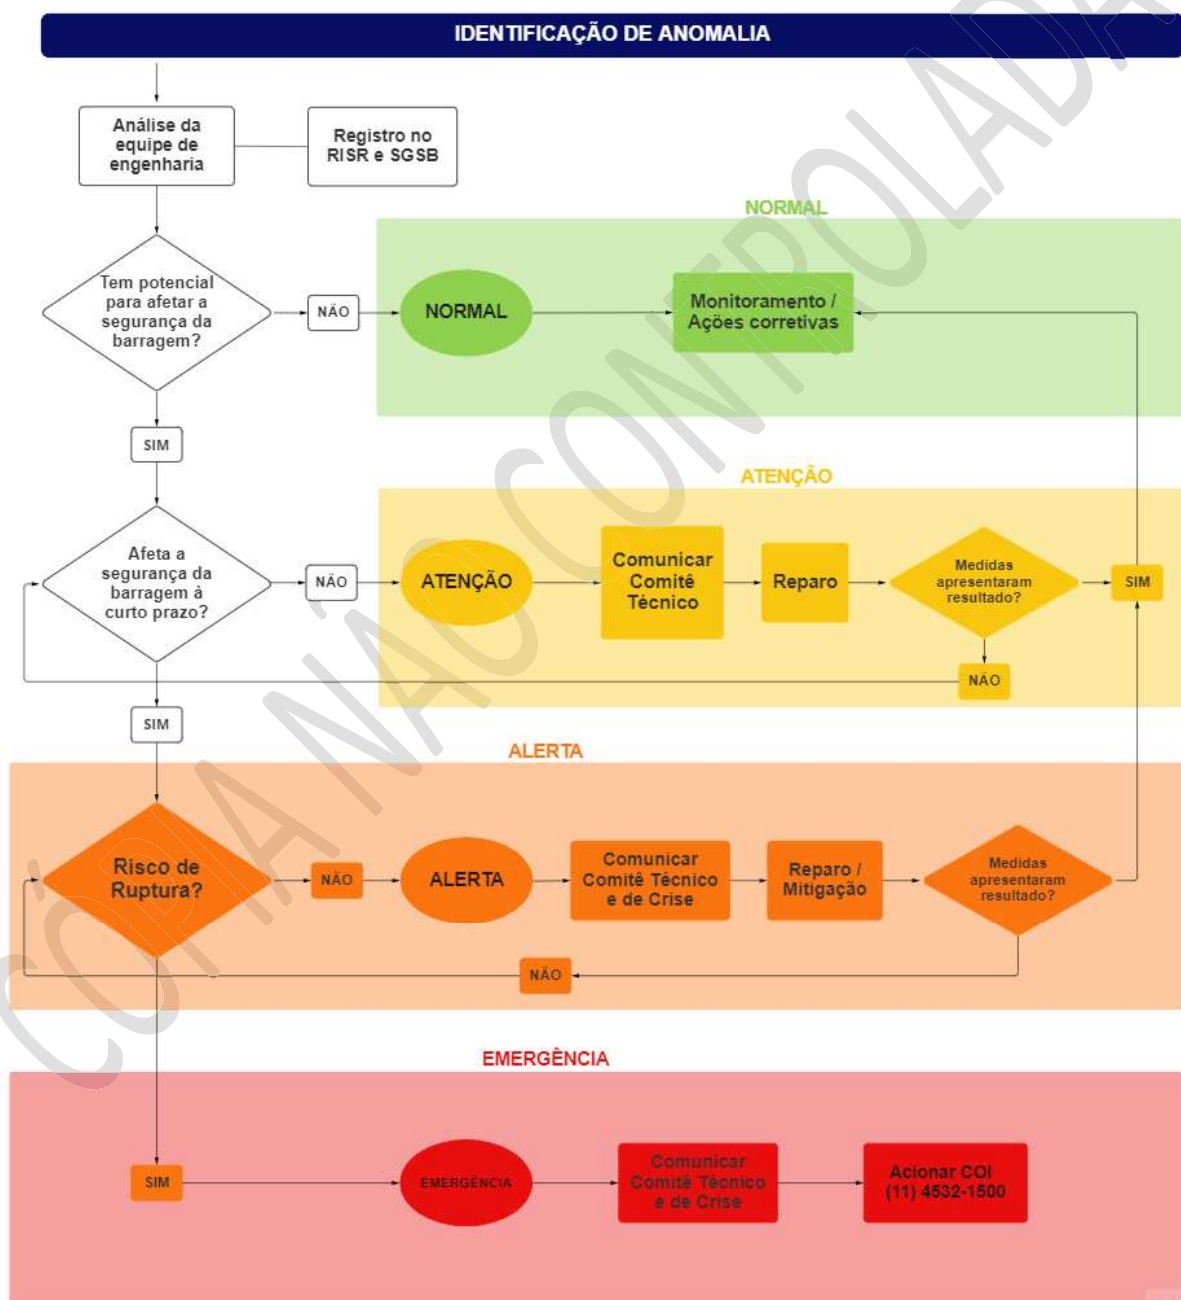 IDENTIFICAÇÃO DE ANOMALIA
Análise da
equipe de
engenharia
Registro no
RISR e SGSB
NORMAL
Tem potencial
para afetar a
segurança da
barragem?
NÃO
NORMAL
Monitoramento /
Ações corretivas
SIM
ATENÇÃO
Afeta a
segurança da
barragem à
curto prazo?
NÃO
ATENÇÃO
Comunicar
Comitê
Técnico
Reparo
Medidas
apresentaram
resultado?
SIM
NÃO
SIM
ALERTA
Risco de
Ruptura?
NÃO
ALERTA
Comunicar
Comitê Técnico
e de Crise
Reparo /
Mitigação
Medidas
apresentaram
resultado?
NÃO
EMERGÊNCIA
SIM
EMERGÊNCIA
Comunicar
Comitê Técnico
e de Crise
Acionar COI
(11) 4532-1500
CÓPIA NÃO CONTROLADA